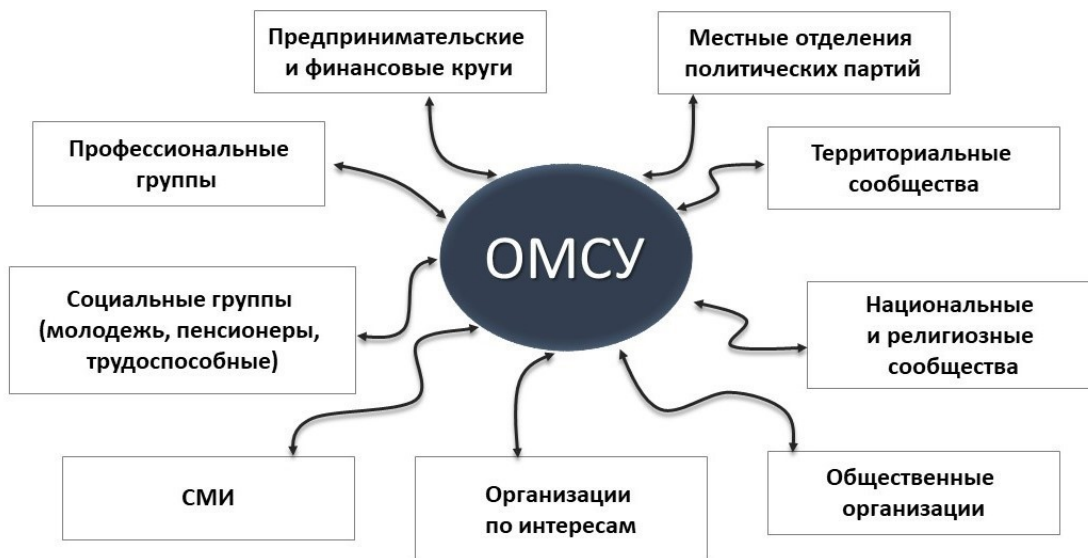 Предпринимательские
и финансовые круги
Местные отделения
политических партий
Профессиональные
группы
Территориальные
сообщества
ОМСУ
Социальные группы
(молодежь, пенсионеры,
трудоспособные)
Национальные
и религиозные
сообщества
СМИ
Организации
по интересам
Общественные
организации